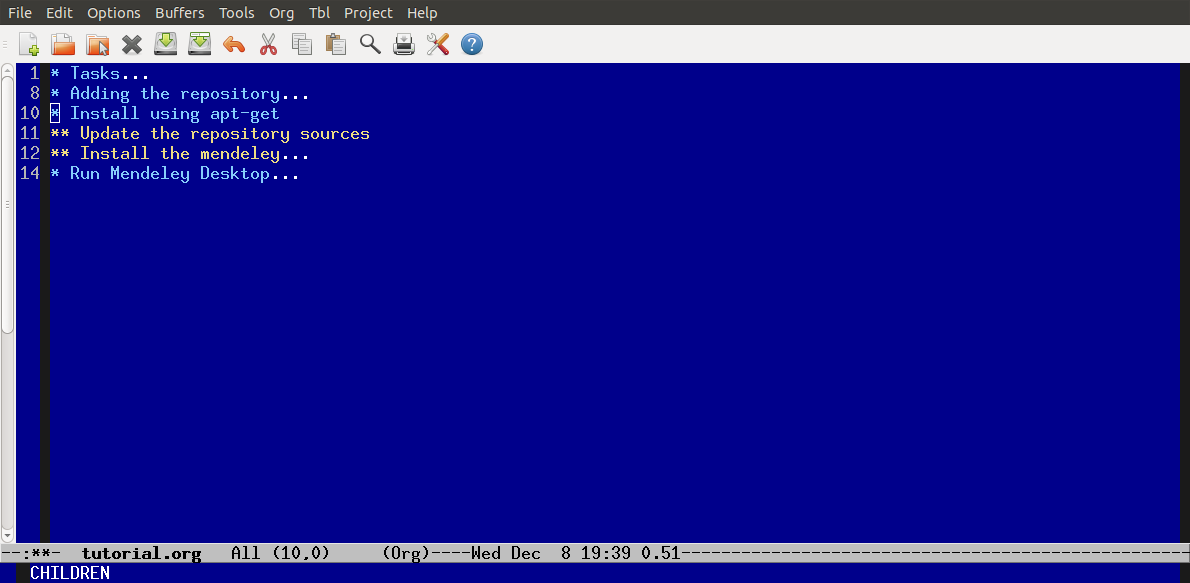 File Edit Options Buffers Tools Org Tbl Project Help
1 * Tasks...
8 * Adding the repository...
10 * Install using apt-get
11 ** Update the repository sources
12 ** Install the mendeley...
14 * Run Mendeley Desktop...
--:**-  tutorial.org   All (10,0)     (Org)----Wed Dec  8 19:39 0.51--------------------------------------------------
CHILDREN